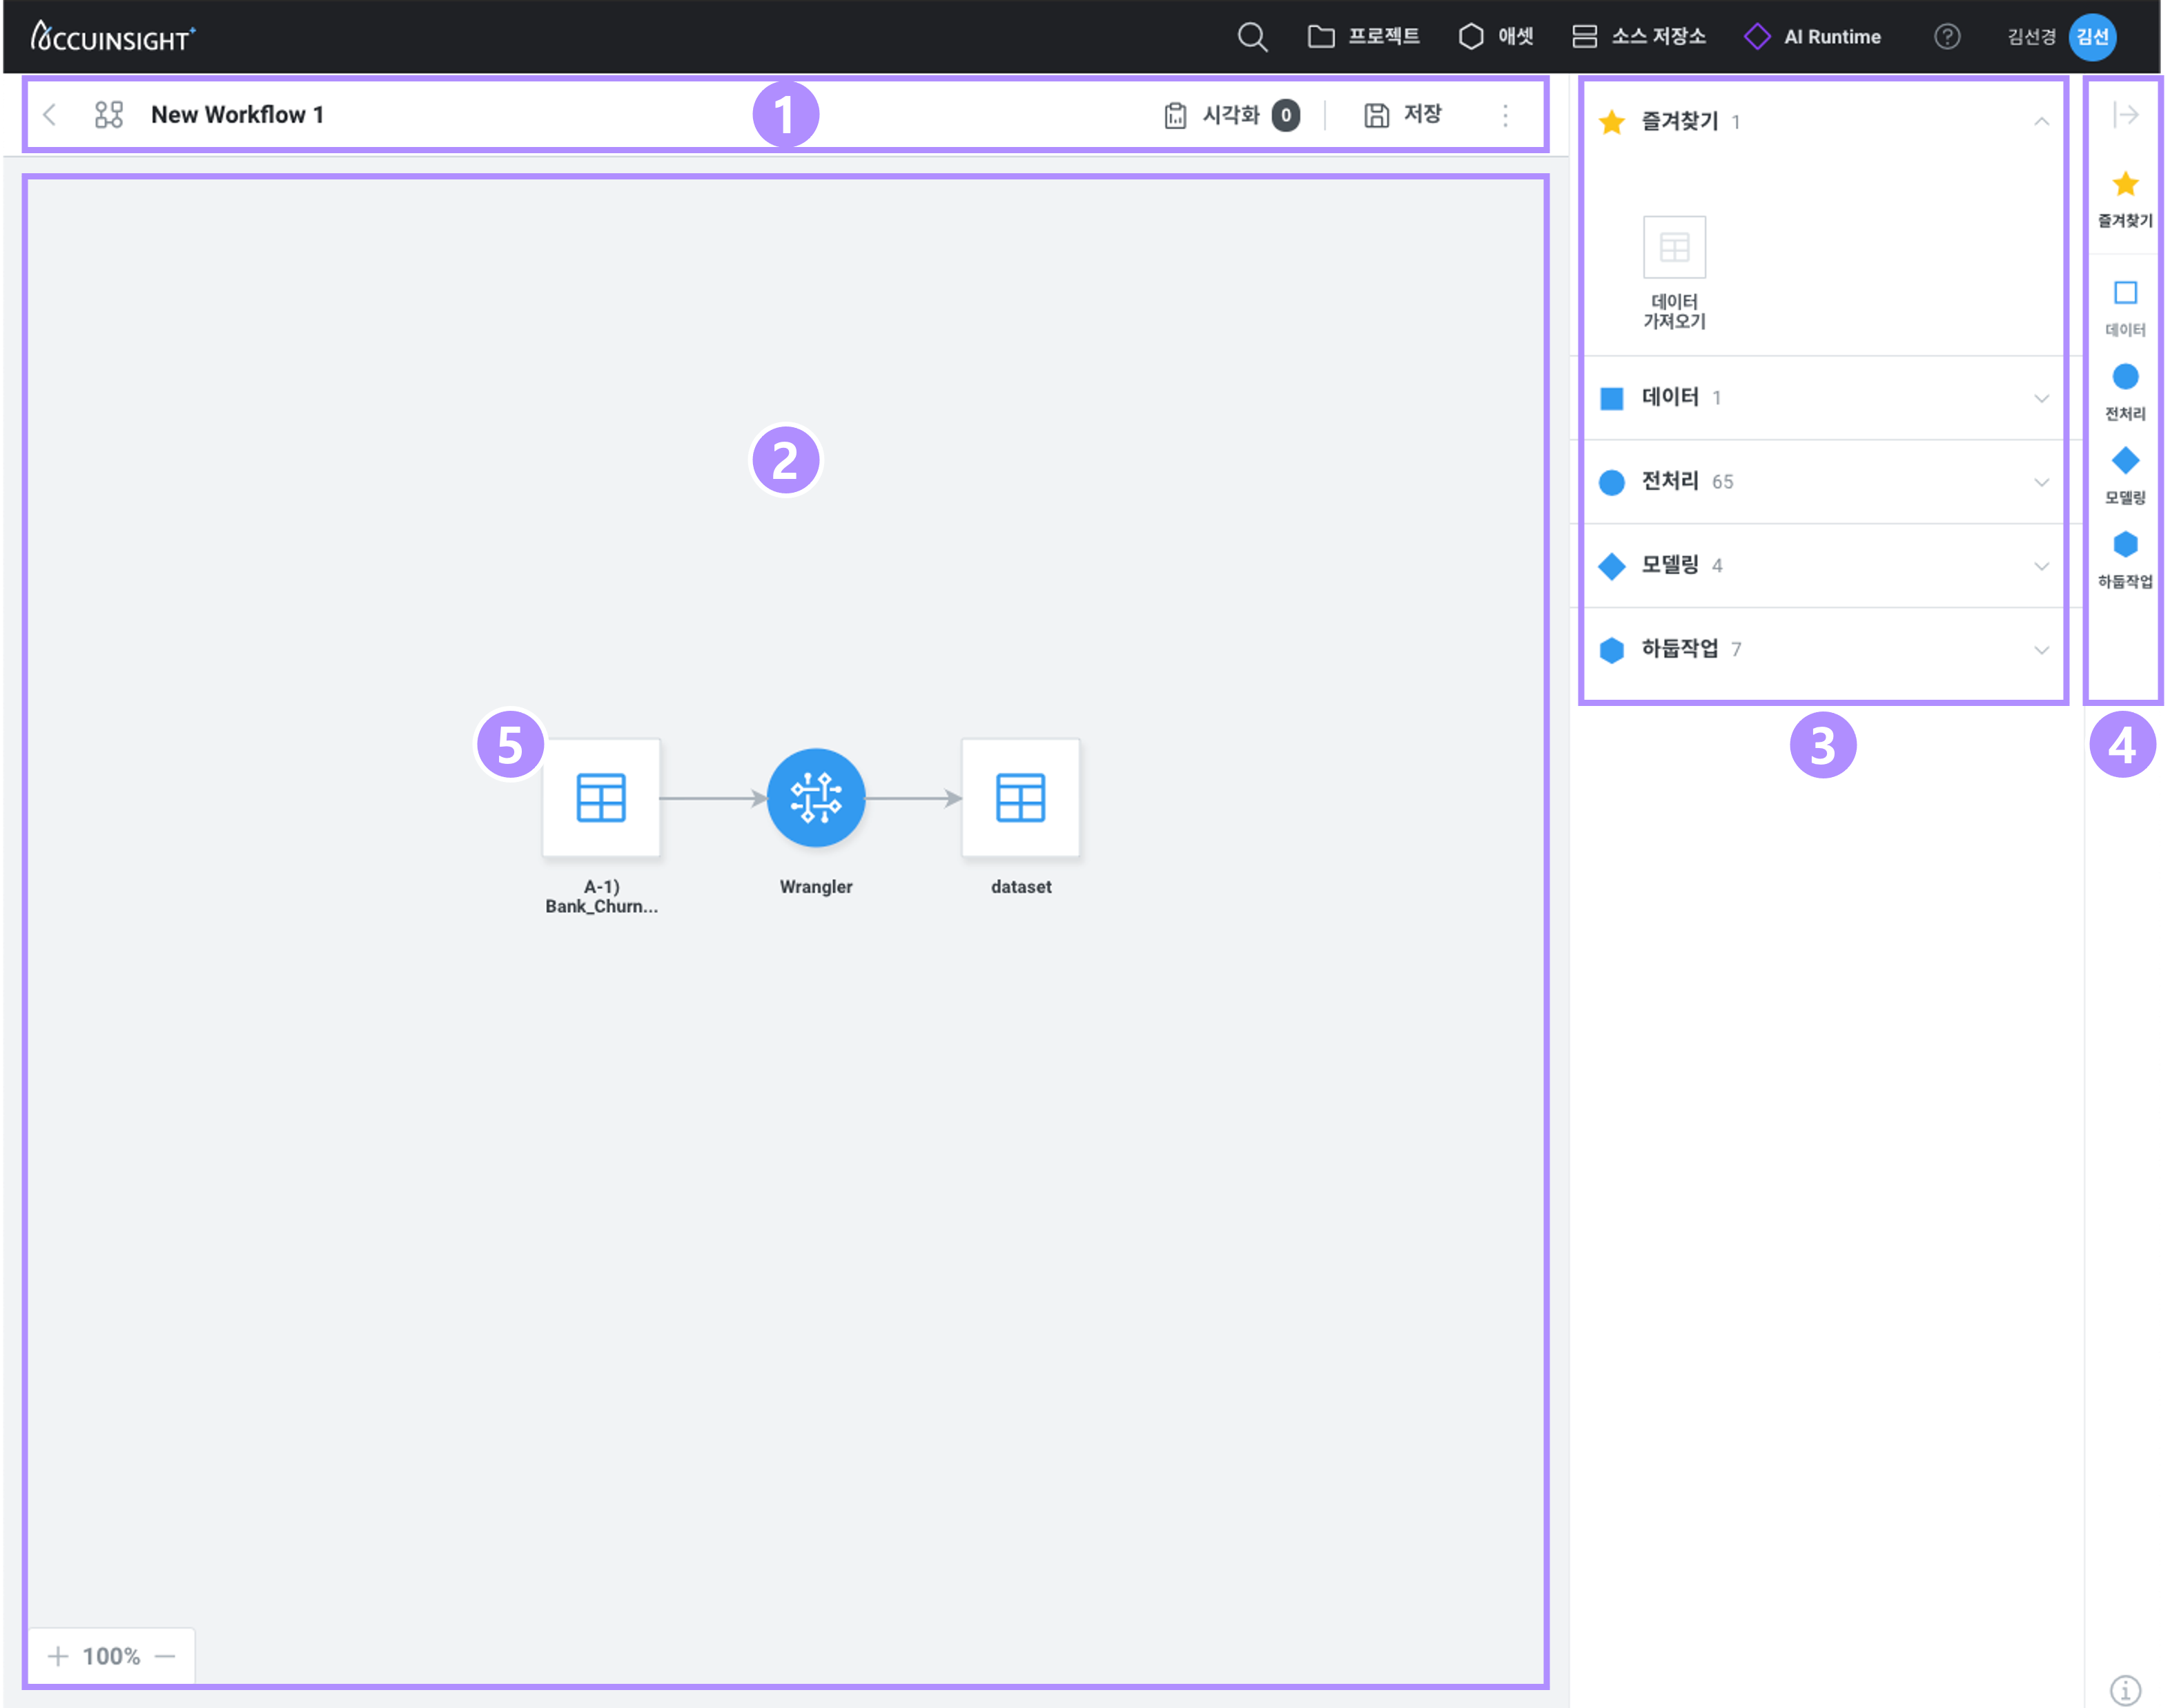 ACCUINSIGHT+
프로젝트
애셋
소스 저장소
AI Runtime
?
김선경
김선
New Workflow 1
1
시각화 0
저장
즐겨찾기 1
데이터
가져오기
데이터 1
전처리 65
모델링 4
하둡작업 7
즐겨찾기
데이터
전처리
모델링
하둡작업
2
3
4
5
A-1)
Bank_Churn...
Wrangler
dataset
100%